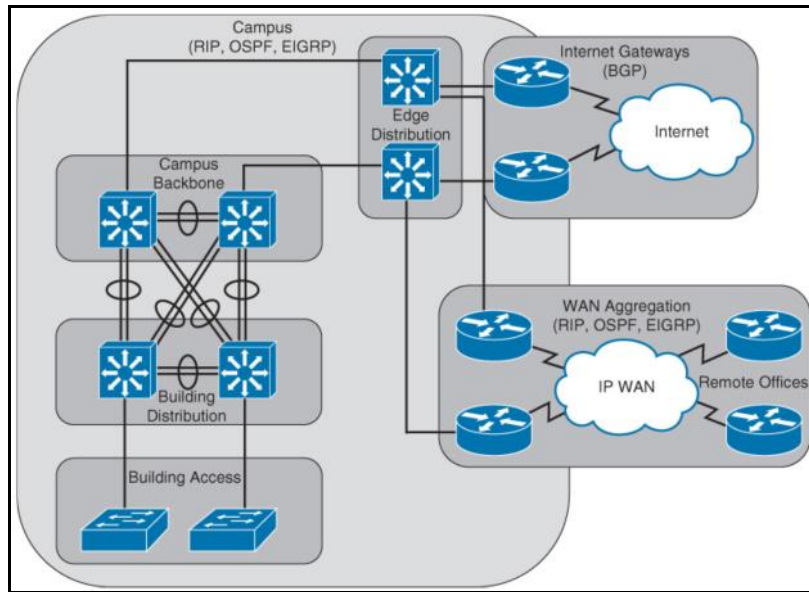 Campus
(RIP, OSPF, EIGRP)
Internet Gateways
(BGP)
Edge
Distribution
Internet
Campus
Backbone
WAN Aggregation
(RIP, OSPF, EIGRP)
IP WAN
Remote Offices
Building
Distribution
Building Access